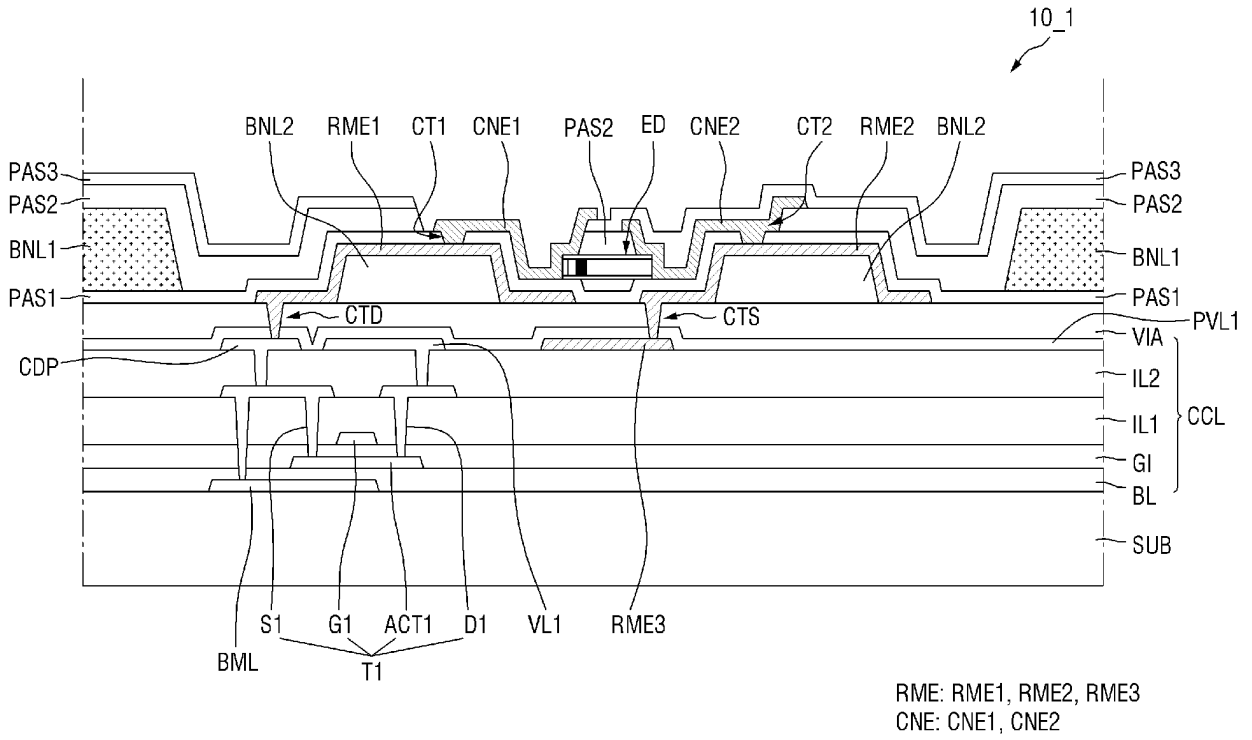 10_1
BNL2 RME1 CT1 CNE1 PAS2 ED CNE2 CT2 RME2 BNL2
PAS3 PAS3
PAS2 PAS2
BNL1 BNL1
PAS1 PAS1
CTD CTS
PVL1
VIA
CDP
IL2
CCL
IL1
GI
BL
SUB
S1 G1 ACT1 D1 VL1 RME3
BML
T1
RME: RME1, RME2, RME3
CNE: CNE1, CNE2